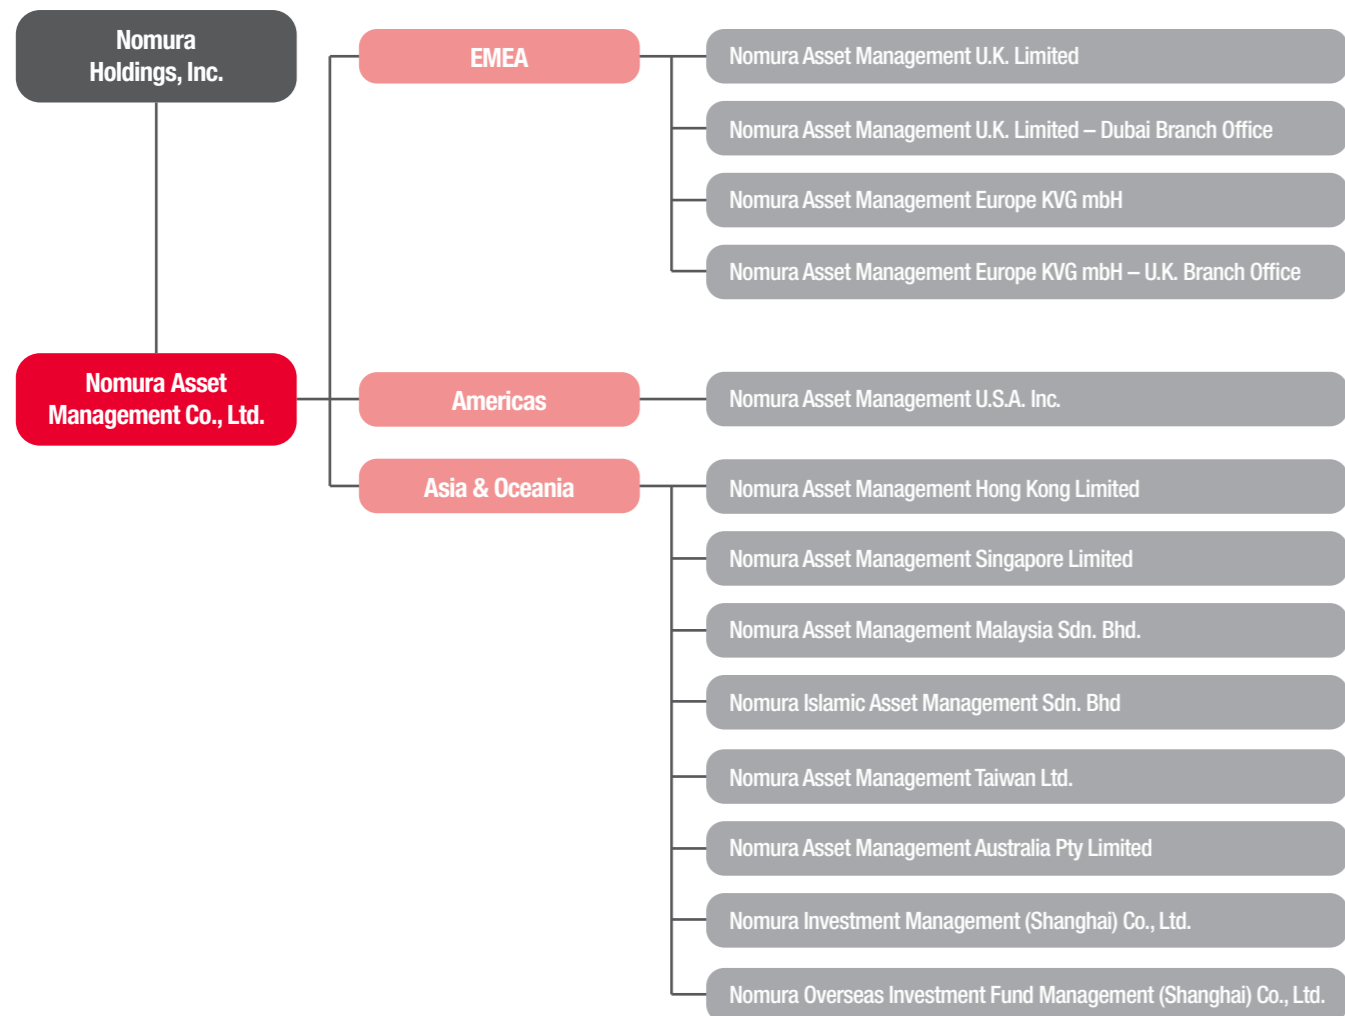 Nomura
Holdings, Inc.
Nomura Asset
Management Co., Ltd.
EMEA
Nomura Asset Management U.K. Limited
Nomura Asset Management U.K. Limited – Dubai Branch Office
Nomura Asset Management Europe KVG mbH
Nomura Asset Management Europe KVG mbH – U.K. Branch Office
Americas
Nomura Asset Management U.S.A. Inc.
Asia & Oceania
Nomura Asset Management Hong Kong Limited
Nomura Asset Management Singapore Limited
Nomura Asset Management Malaysia Sdn. Bhd.
Nomura Islamic Asset Management Sdn. Bhd
Nomura Asset Management Taiwan Ltd.
Nomura Asset Management Australia Pty Limited
Nomura Investment Management (Shanghai) Co., Ltd.
Nomura Overseas Investment Fund Management (Shanghai) Co., Ltd.